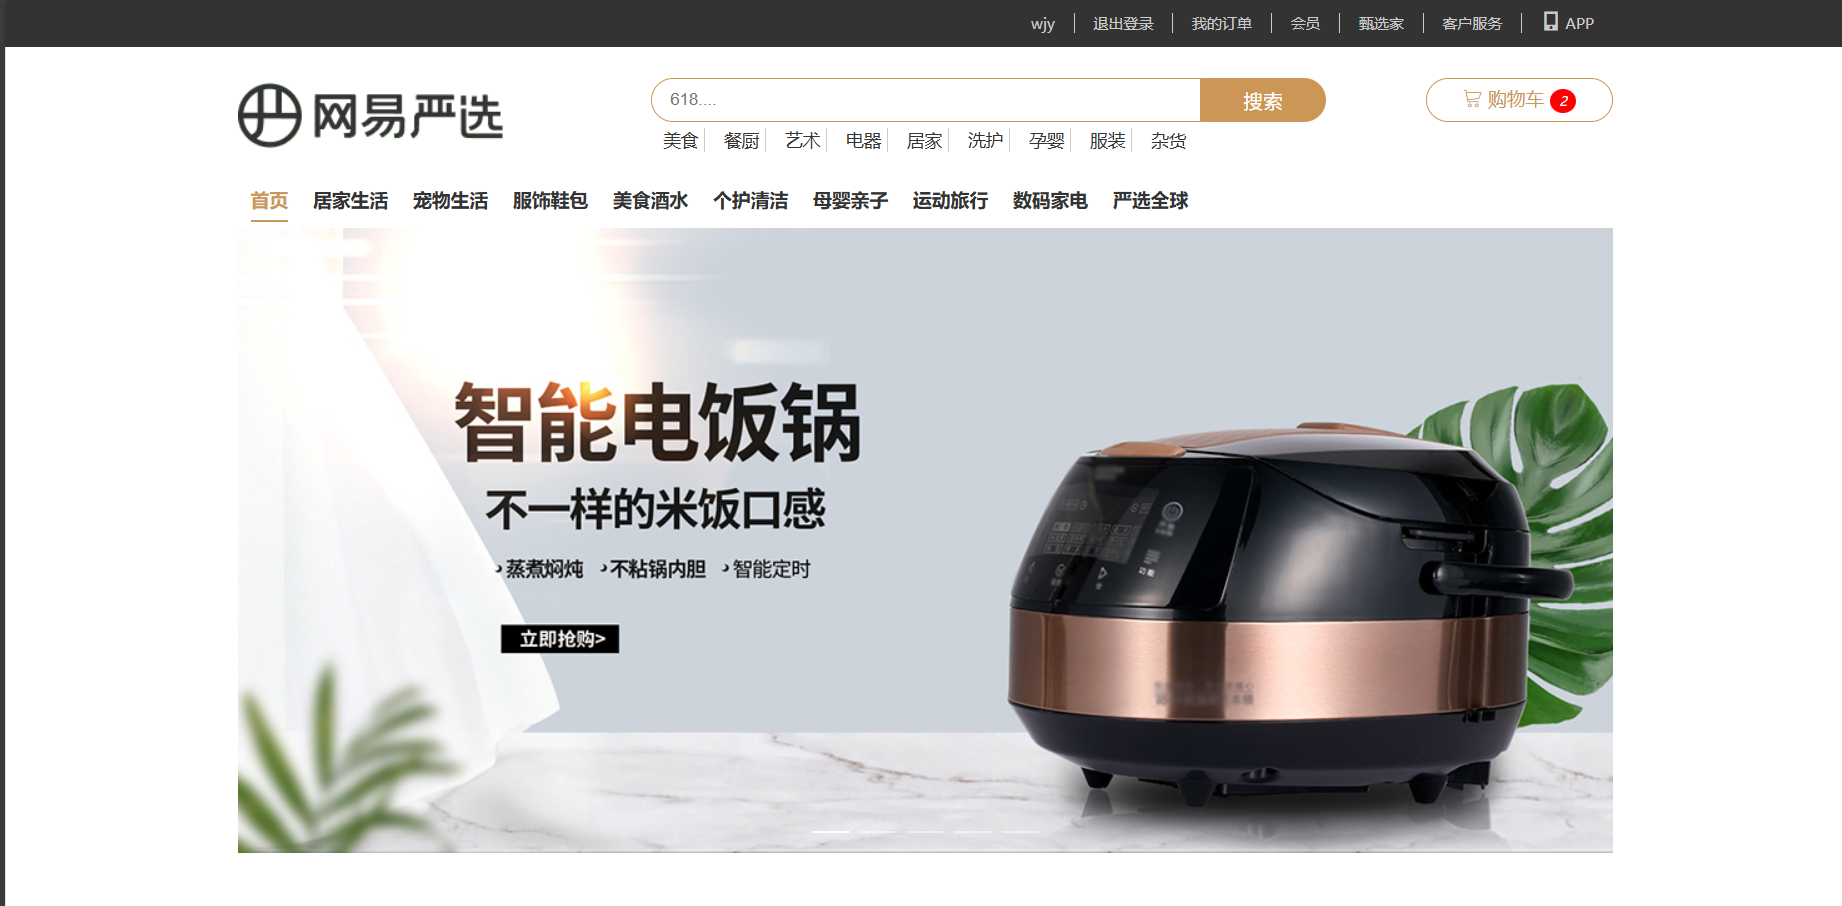 wjy 退出登录 我的订单 会员 甄选家 客户服务 APP
网易严选
618.... 搜索 购物车 2
美食 餐厨 艺术 电器 居家 洗护 孕婴 服装 杂货
首页 居家生活 宠物生活 服饰鞋包 美食酒水 个护清洁 母婴亲子 运动旅行 数码家电 严选全球
智能电饭锅
不一样的米饭口感
蒸煮焖炖 不粘锅内胆 智能定时
立即抢购>
功能